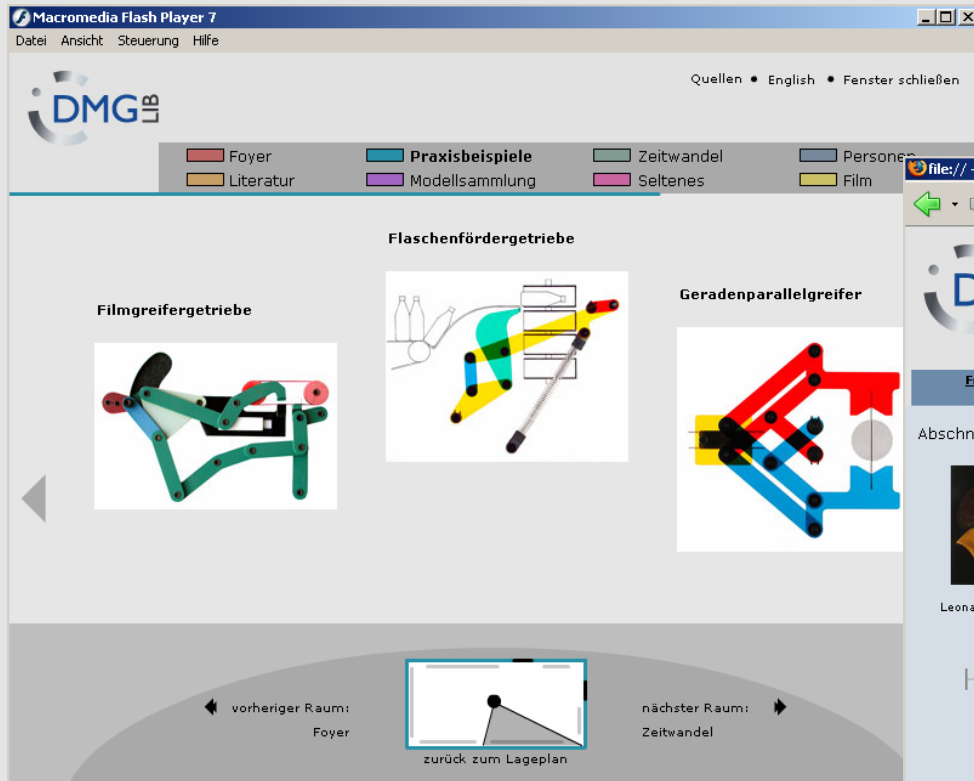 Macromedia Flash Player 7
Datei Ansicht Steuerung Hilfe
Quellen • English • Fenster schließen
DMG LIB
Foyer Praxisbeispiele Zeitwandel Personen
Literatur Modellsammlung Seltenes Film
file:// -
Flaschenfördergetriebe
Filmgreifergetriebe
Geradenparallelgreifer
D
Abschn
Leona
vorheriger Raum:
Foyer
nächster Raum:
Zeitwandel
zurück zum Lageplan